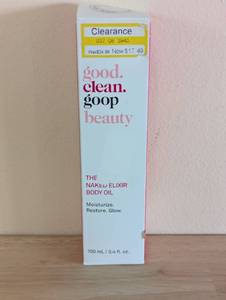 Clearance
Now $17.49
good.
clean.
goop
beauty
THE
NAKED ELIXIR
BODY OIL
Moisturize.
Restore. Glow.
100 mL / 3.4 fl. oz.